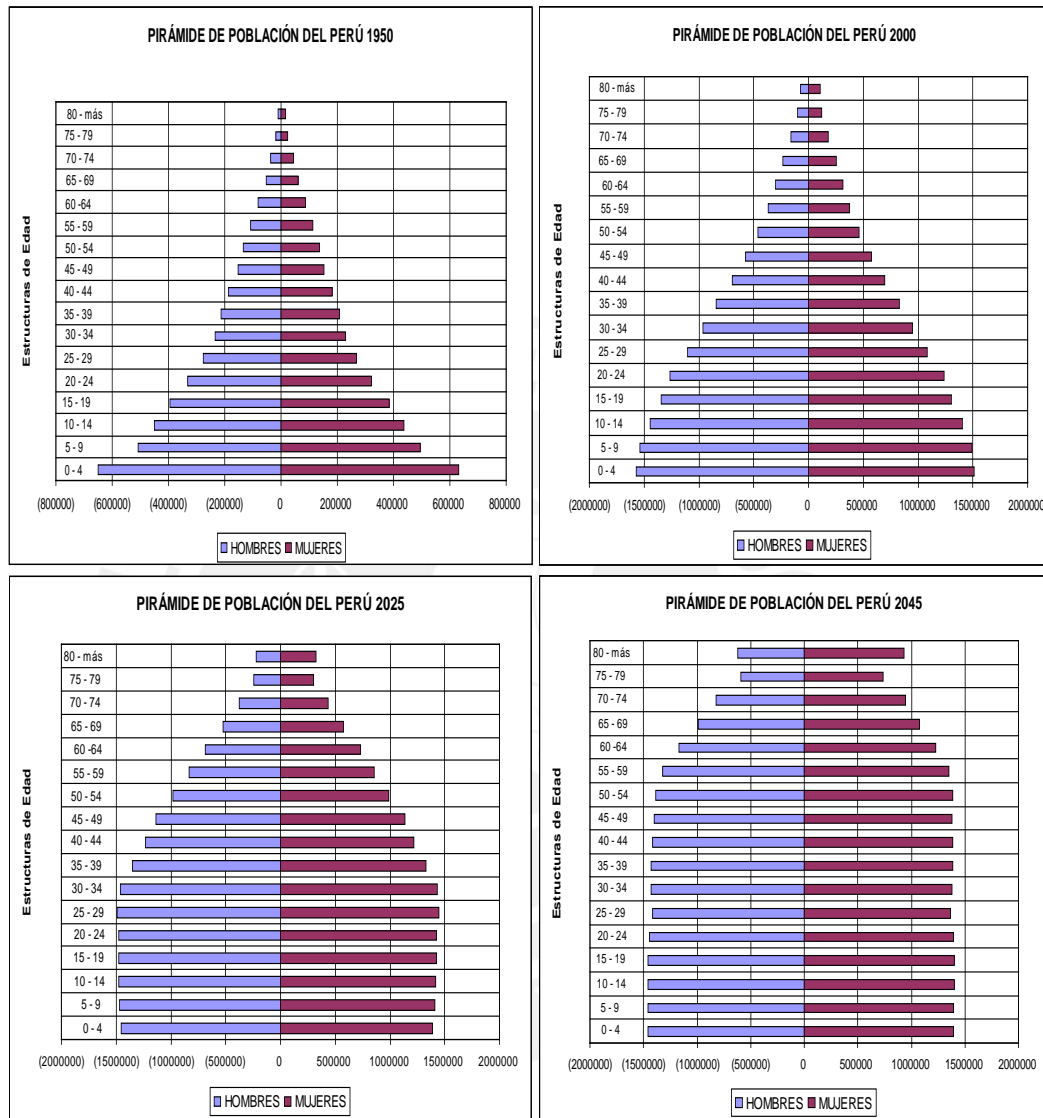 PIRÁMIDE DE POBLACIÓN DEL PERÚ 1950
Estructuras de Edad
80 - más
75 - 79
70 - 74
65 - 69
60 -64
55 - 59
50 - 54
45 - 49
40 - 44
35 - 39
30 - 34
25 - 29
20 - 24
15 - 19
10 - 14
5 - 9
0 - 4
(800000) (600000) (400000) (200000) 0 200000 400000 600000 800000
HOMBRES MUJERES
PIRÁMIDE DE POBLACIÓN DEL PERÚ 2000
Estructuras de Edad
80 - más
75 - 79
70 - 74
65 - 69
60 -64
55 - 59
50 - 54
45 - 49
40 - 44
35 - 39
30 - 34
25 - 29
20 - 24
15 - 19
10 - 14
5 - 9
0 - 4
(2000000) (1500000) (1000000) (500000) 0 500000 1000000 1500000 2000000
HOMBRES MUJERES
PIRÁMIDE DE POBLACIÓN DEL PERÚ 2025
Estructuras de Edad
80 - más
75 - 79
70 - 74
65 - 69
60 -64
55 - 59
50 - 54
45 - 49
40 - 44
35 - 39
30 - 34
25 - 29
20 - 24
15 - 19
10 - 14
5 - 9
0 - 4
(2000000) (1500000) (1000000) (500000) 0 500000 1000000 1500000 2000000
HOMBRES MUJERES
PIRÁMIDE DE POBLACIÓN DEL PERÚ 2045
Estructuras de Edad
80 - más
75 - 79
70 - 74
65 - 69
60 -64
55 - 59
50 - 54
45 - 49
40 - 44
35 - 39
30 - 34
25 - 29
20 - 24
15 - 19
10 - 14
5 - 9
0 - 4
(2000000) (1500000) (1000000) (500000) 0 500000 1000000 1500000 2000000
HOMBRES MUJERES